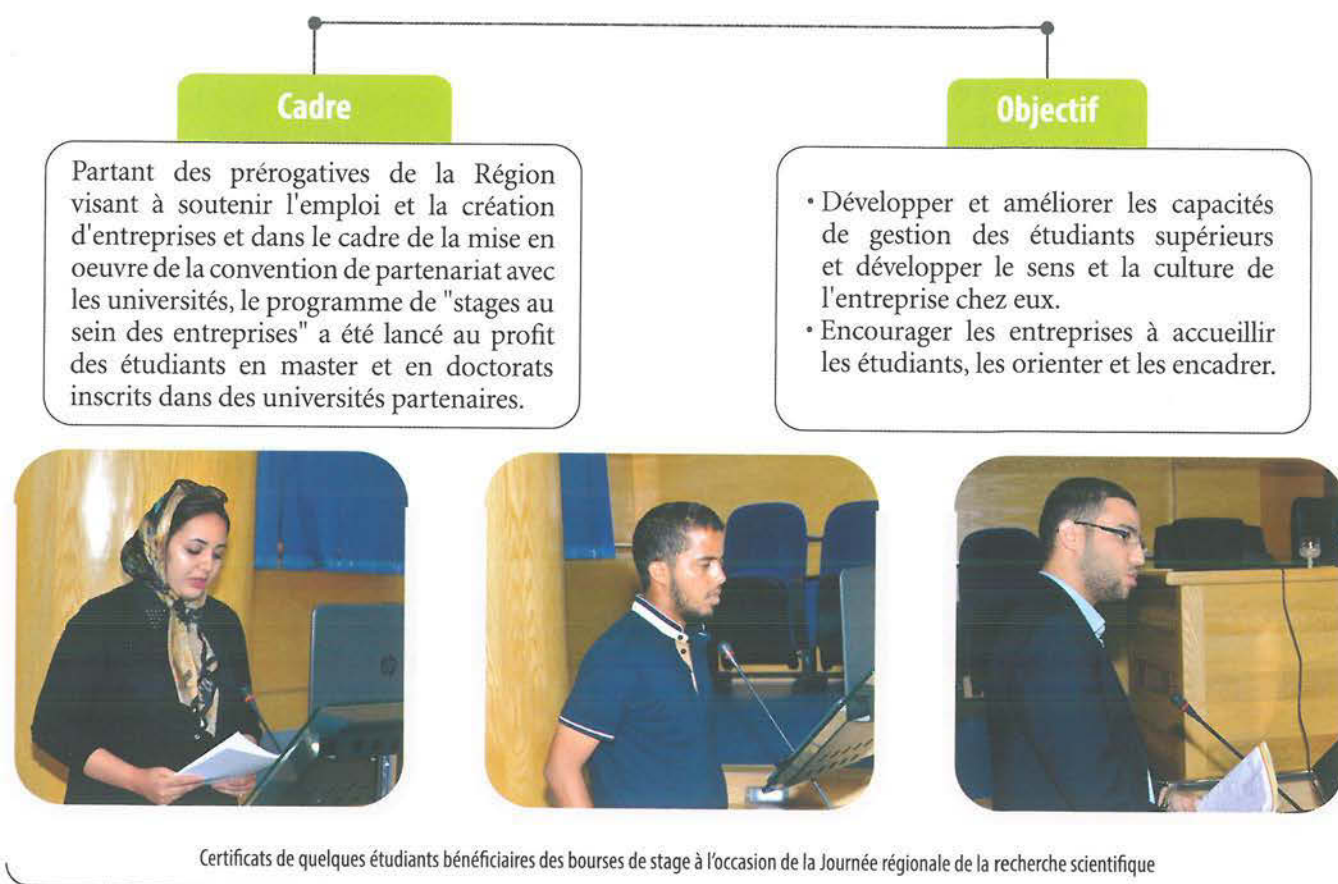 Cadre
Partant des prérogatives de la Région
visant à soutenir l'emploi et la création
d'entreprises et dans le cadre de la mise en
oeuvre de la convention de partenariat avec
les universités, le programme de "stages au
sein des entreprises" a été lancé au profit
des étudiants en master et en doctorats
inscrits dans des universités partenaires.
Objectif
• Développer et améliorer les capacités
de gestion des étudiants supérieurs
et développer le sens et la culture de
l'entreprise chez eux.
• Encourager les entreprises à accueillir
les étudiants, les orienter et les encadrer.
hp
Certificats de quelques étudiants bénéficiaires des bourses de stage à l'occasion de la Journée régionale de la recherche scientifique